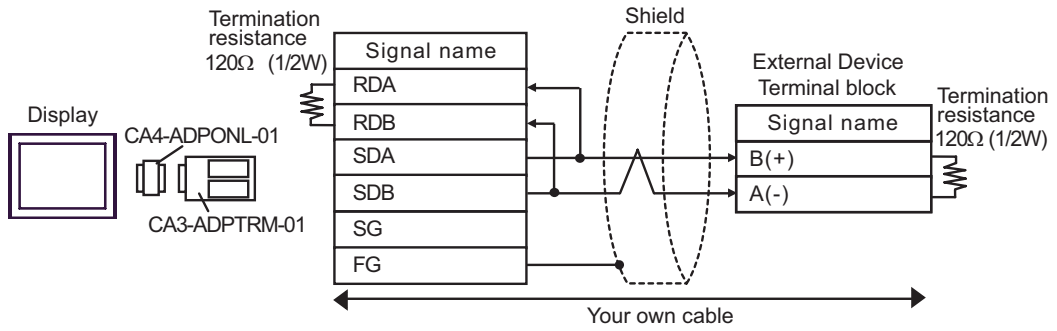 Shield
Termination
resistance
120Ω (1/2W)
Signal name
RDA
RDB
SDA
SDB
SG
FG
Display
CA4-ADPONL-01
CA3-ADPTRM-01
External Device
Terminal block
Signal name
B(+)
A(-)
Termination
resistance
120Ω (1/2W)
Your own cable